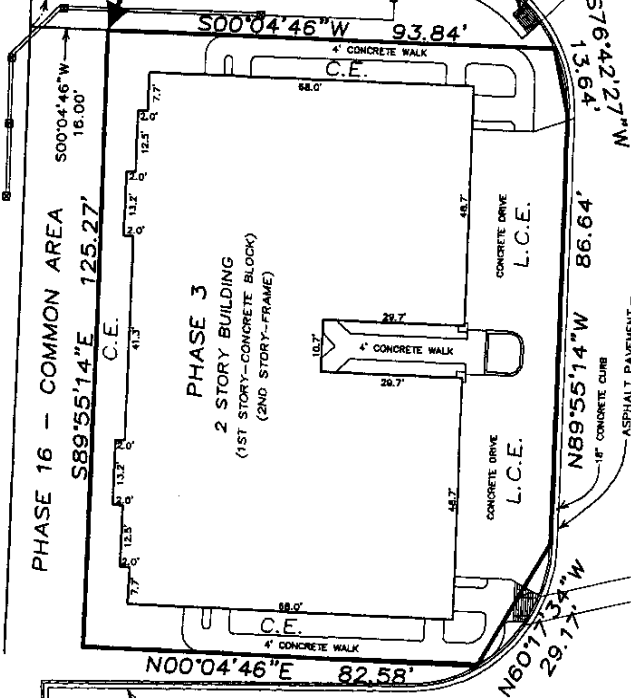 S00°04'46"W 93.84'
4' CONCRETE WALK
C.E.
68.0'
S76°42'27"W
13.64'
S00°04'46"W
16.00'
7.7'
2.0'
12.5'
2.0'
13.2'
2.0'
41.3'
2.0'
13.2'
2.0'
12.5'
2.0'
7.7'
PHASE 16 - COMMON AREA
S89°55'14"E 125.27'
C.E.
PHASE 3
2 STORY BUILDING
(1ST STORY-CONCRETE BLOCK)
(2ND STORY-FRAME)
48.7'
CONCRETE DRIVE
L.C.E.
29.7'
10.7'
4' CONCRETE WALK
29.7'
N89°55'14"W 86.64'
18" CONCRETE CURB
ASPHALT PAVEMENT
48.7'
CONCRETE DRIVE
L.C.E.
68.0'
C.E.
4' CONCRETE WALK
N00°04'46"E 82.58'
N60°17'34"W
29.17'